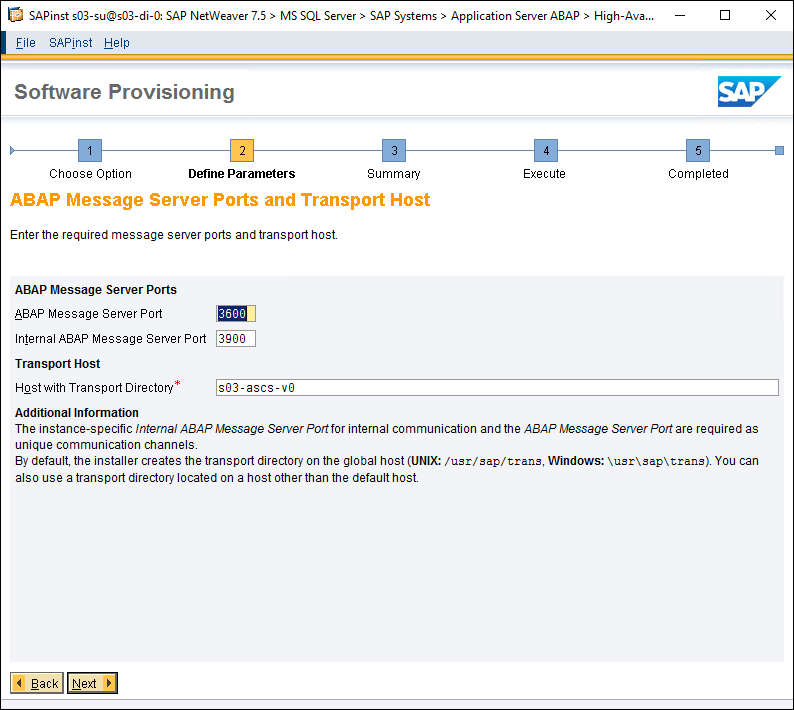 SAPinst s03-su@s03-di-0: SAP NetWeaver 7.5 > MS SQL Server > SAP Systems > Application Server ABAP > High-Ava...
File SAPinst Help
Software Provisioning
SAP
1 2 3 4 5
Choose Option Define Parameters Summary Execute Completed
ABAP Message Server Ports and Transport Host
Enter the required message server ports and transport host.
ABAP Message Server Ports
ABAP Message Server Port 3600
Internal ABAP Message Server Port 3900
Transport Host
Host with Transport Directory* s03-ascs-v0
Additional Information
The instance-specific Internal ABAP Message Server Port for internal communication and the ABAP Message Server Port are required as
unique communication channels.
By default, the installer creates the transport directory on the global host (UNIX: /usr/sap/trans, Windows: \usr\sap\trans). You can
also use a transport directory located on a host other than the default host.
Back Next